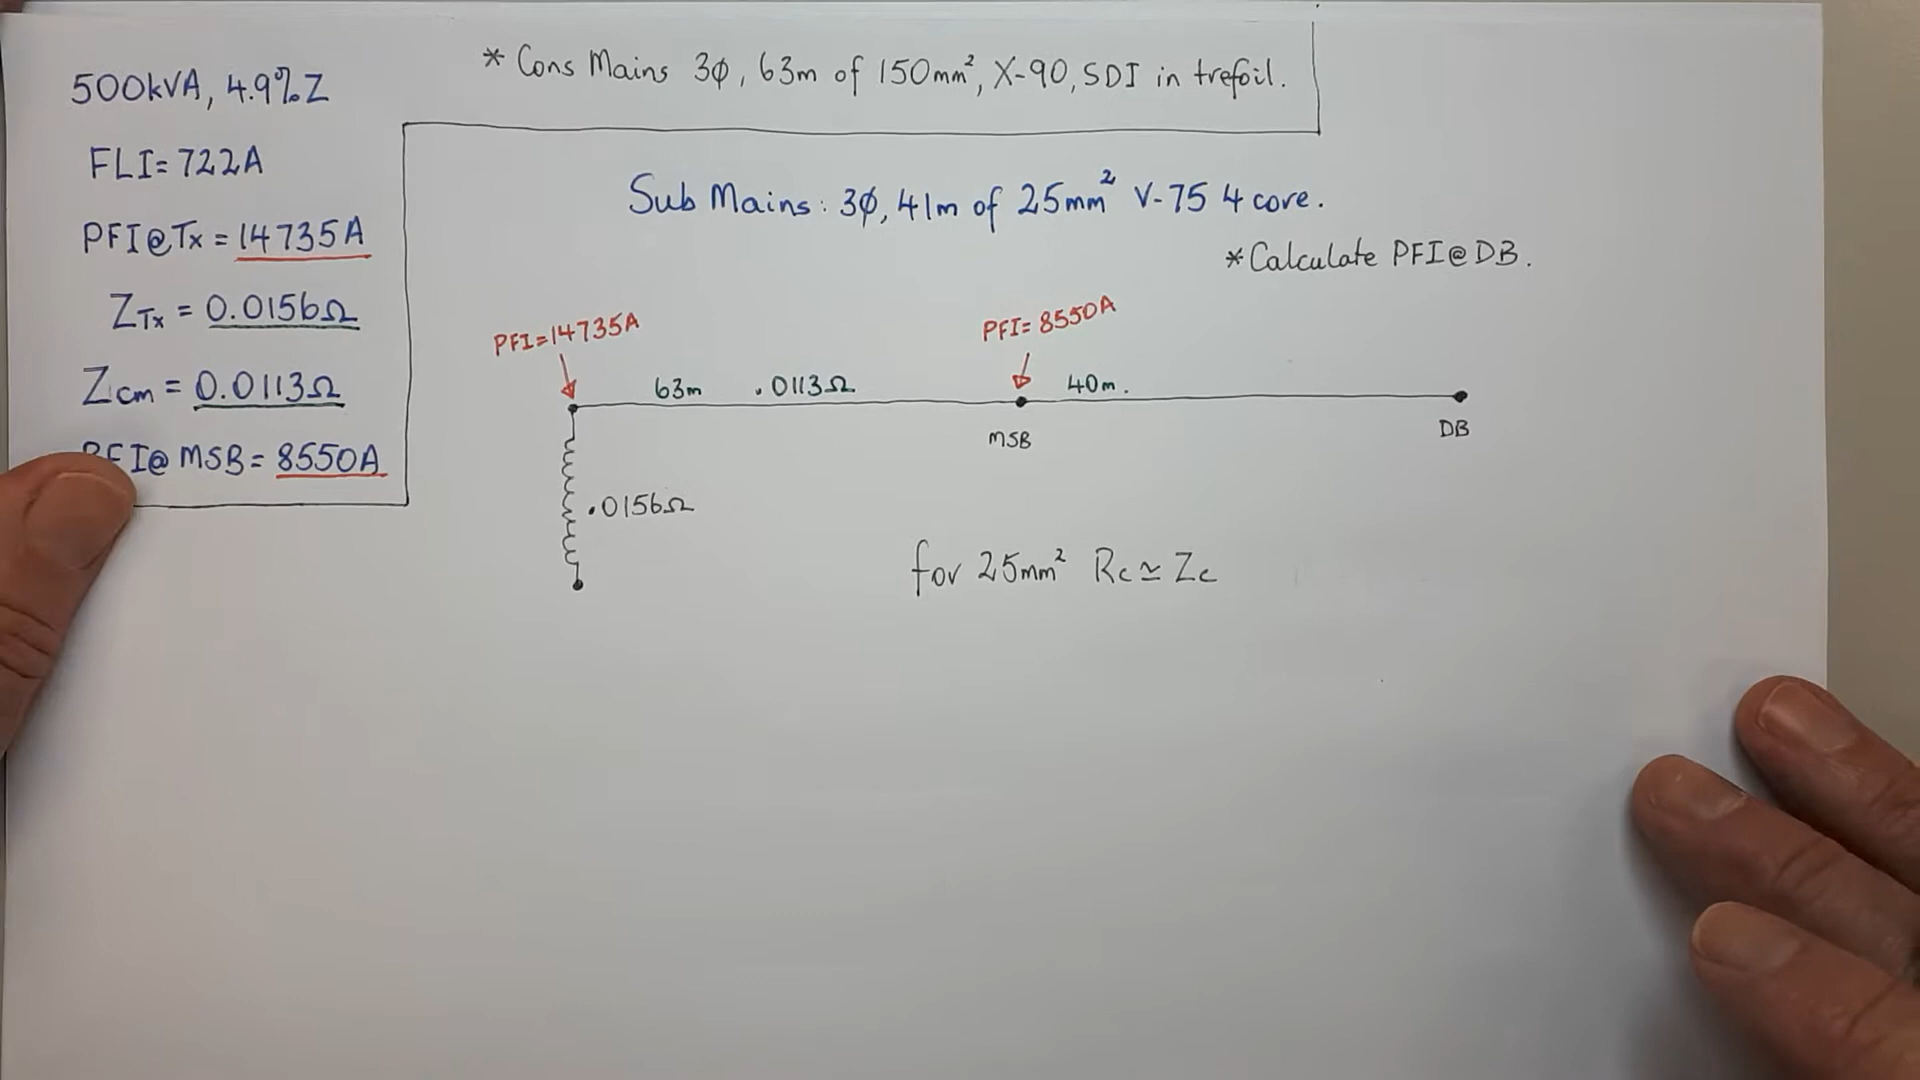 500kVA, 4.9%Z
FLI=722A
PFI@Tx = 14735A
ZTx = 0.0156Ω
Zcm = 0.0113Ω
PFI@ MSB= 8550A
* Cons Mains 3φ, 63m of 150mm², X-90, SDI in trefoil.
Sub Mains: 3φ, 41m of 25mm² V-75 4 core.
*Calculate PFI@DB.
PFI=14735A
PFI= 8550A
63m .0113Ω
40m.
MSB
DB
.0156Ω
for 25mm² Rc≃Zc